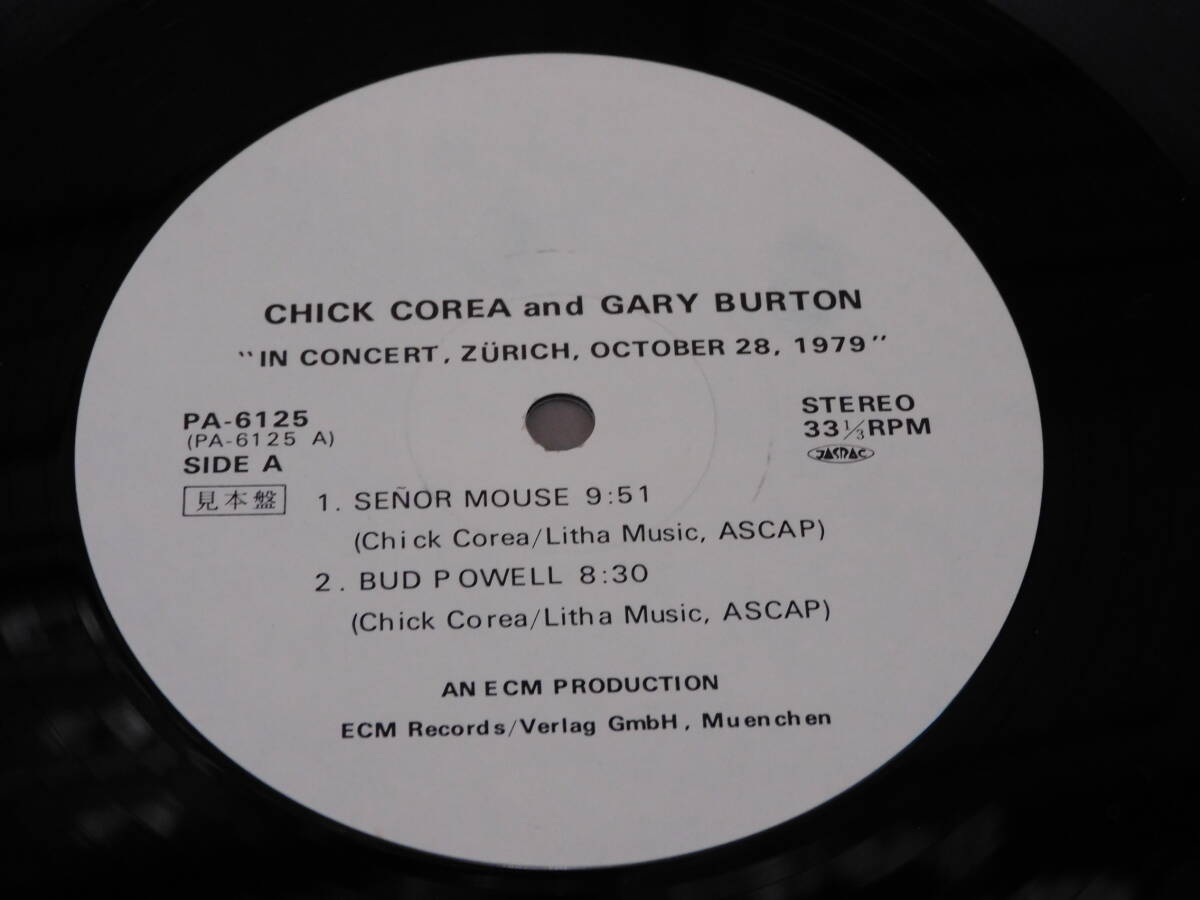 CHICK COREA and GARY BURTON
"IN CONCERT, ZÜRICH, OCTOBER 28, 1979"
PA-6125
(PA-6125 A)
SIDE A
見本盤
STEREO
33⅓RPM
JASRAC
1. SEÑOR MOUSE 9:51
(Chick Corea/Litha Music, ASCAP)
2. BUD POWELL 8:30
(Chick Corea/Litha Music, ASCAP)
AN ECM PRODUCTION
ECM Records/Verlag GmbH, Muenchen